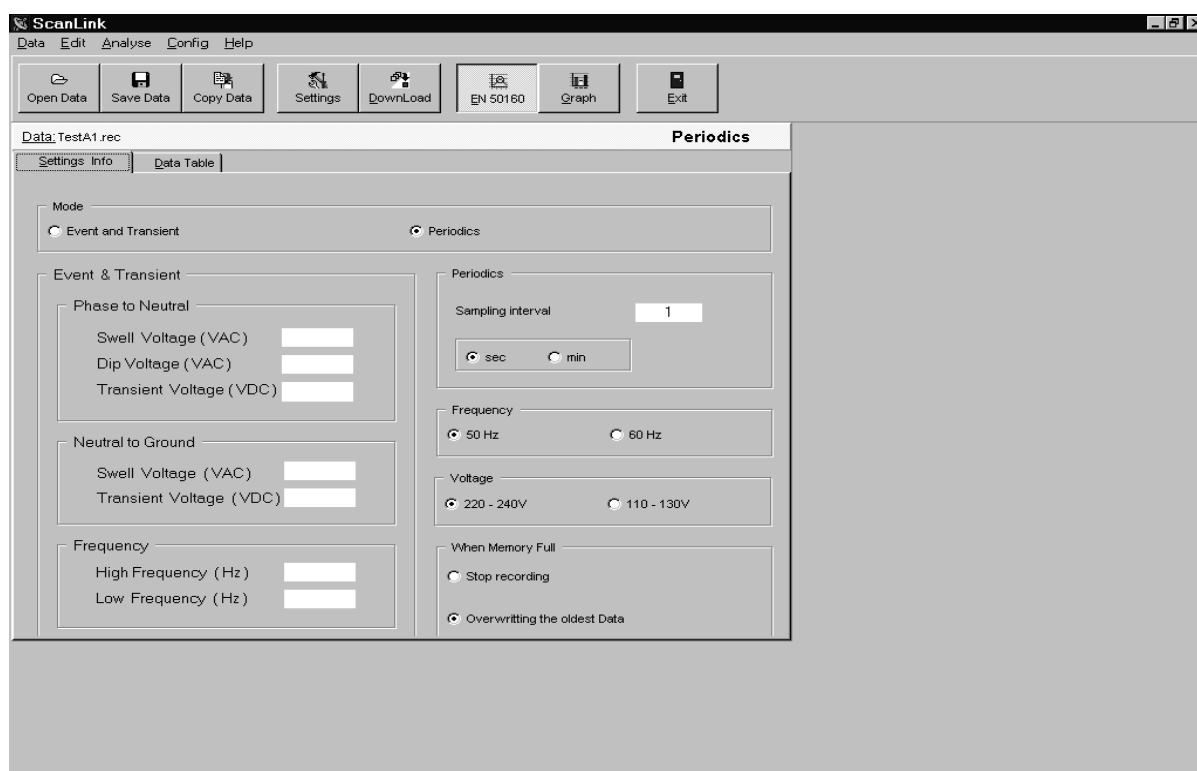 ScanLink
Data Edit Analyse Config Help
Open Data Save Data Copy Data Settings DownLoad EN 50160 Graph Exit
Data: TestA1.rec Periodics
Settings Info Data Table
Mode
Event and Transient Periodics
Event & Transient
Phase to Neutral
Swell Voltage (VAC)
Dip Voltage (VAC)
Transient Voltage (VDC)
Neutral to Ground
Swell Voltage (VAC)
Transient Voltage (VDC)
Frequency
High Frequency (Hz)
Low Frequency (Hz)
Periodics
Sampling interval 1
sec min
Frequency
50 Hz 60 Hz
Voltage
220 - 240V 110 - 130V
When Memory Full
Stop recording
Overwritting the oldest Data